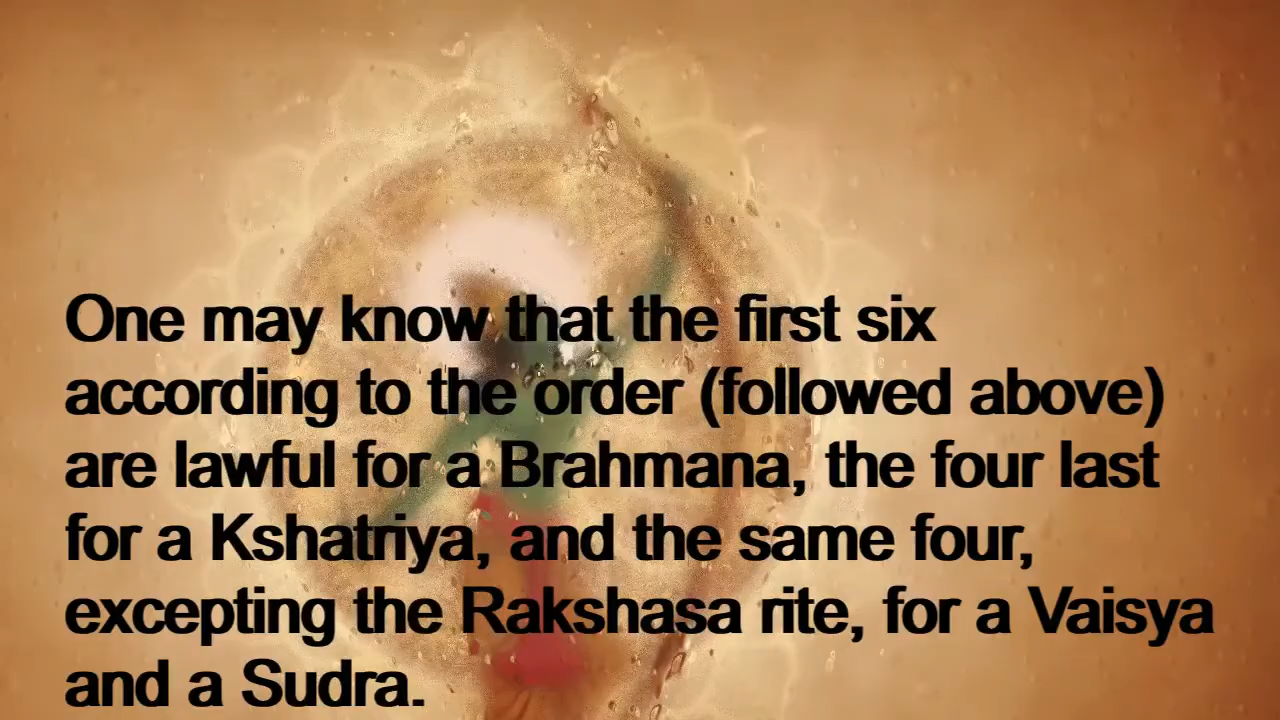 One may know that the first six
according to the order (followed above)
are lawful for a Brahmana, the four last
for a Kshatriya, and the same four,
excepting the Rakshasa rite, for a Vaisya
and a Sudra.